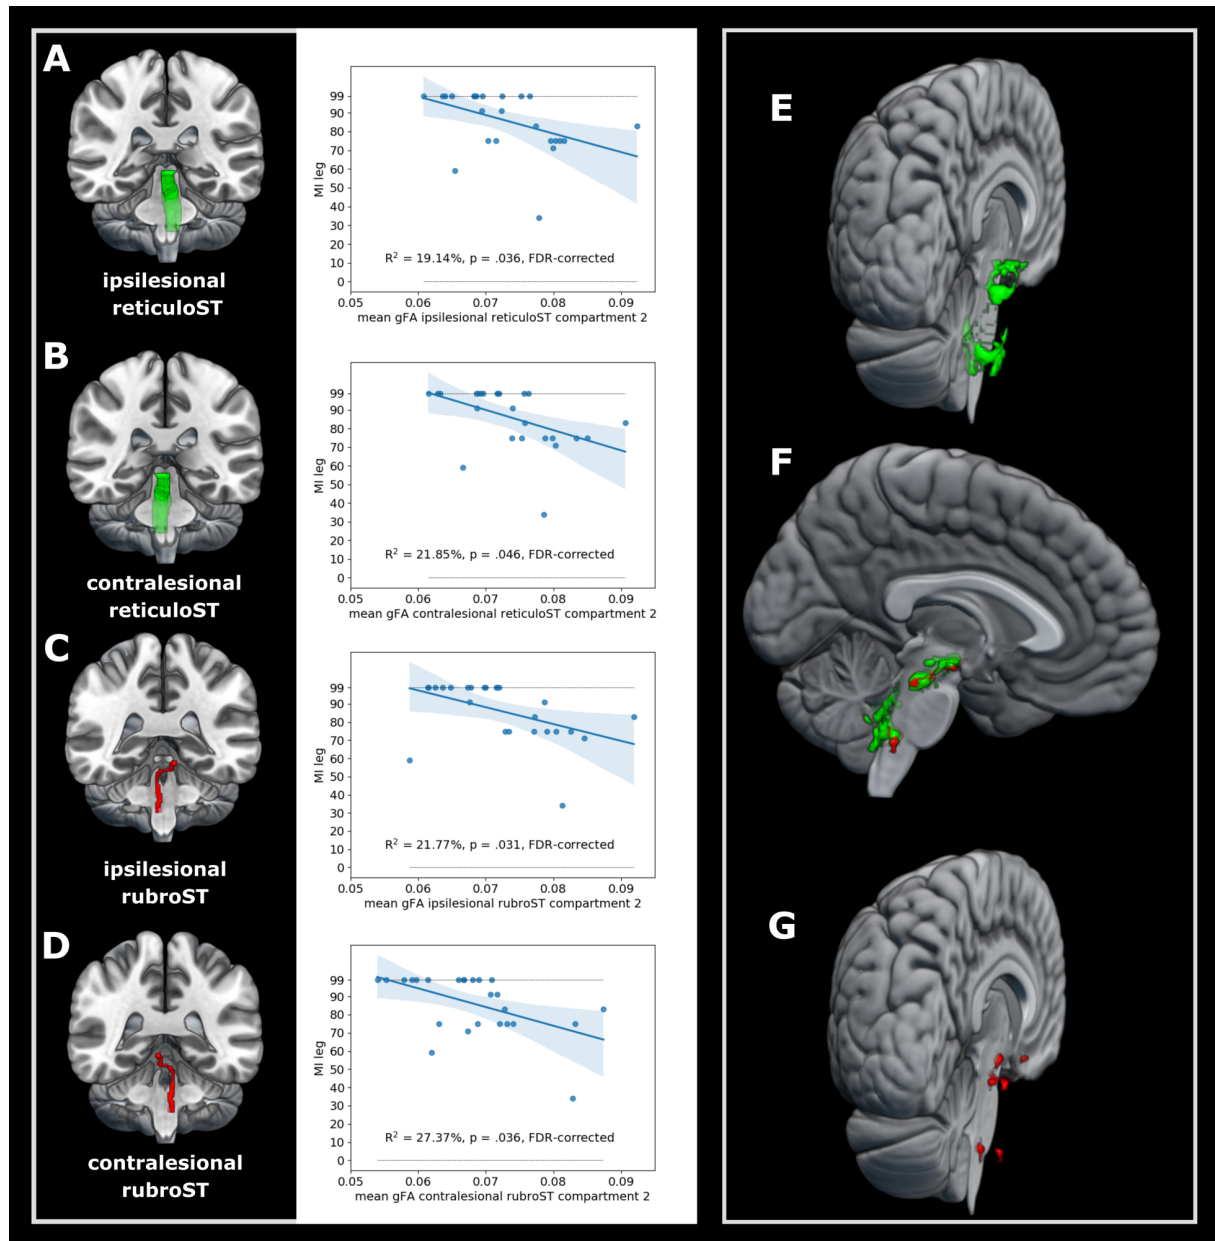 A
ipsilesional
reticuloST
99
90
80
70
60
50
40
30
20
10
0
MI leg
R² = 19.14%, p = .036, FDR-corrected
0.05 0.06 0.07 0.08 0.09
mean gFA ipsilesional reticuloST compartment 2
B
contralesional
reticuloST
99
90
80
70
60
50
40
30
20
10
0
MI leg
R² = 21.85%, p = .046, FDR-corrected
0.05 0.06 0.07 0.08 0.09
mean gFA contralesional reticuloST compartment 2
C
ipsilesional
rubroST
99
90
80
70
60
50
40
30
20
10
0
MI leg
R² = 21.77%, p = .031, FDR-corrected
0.05 0.06 0.07 0.08 0.09
mean gFA ipsilesional rubroST compartment 2
D
contralesional
rubroST
99
90
80
70
60
50
40
30
20
10
0
MI leg
R² = 27.37%, p = .036, FDR-corrected
0.05 0.06 0.07 0.08 0.09
mean gFA contralesional rubroST compartment 2
E
F
G